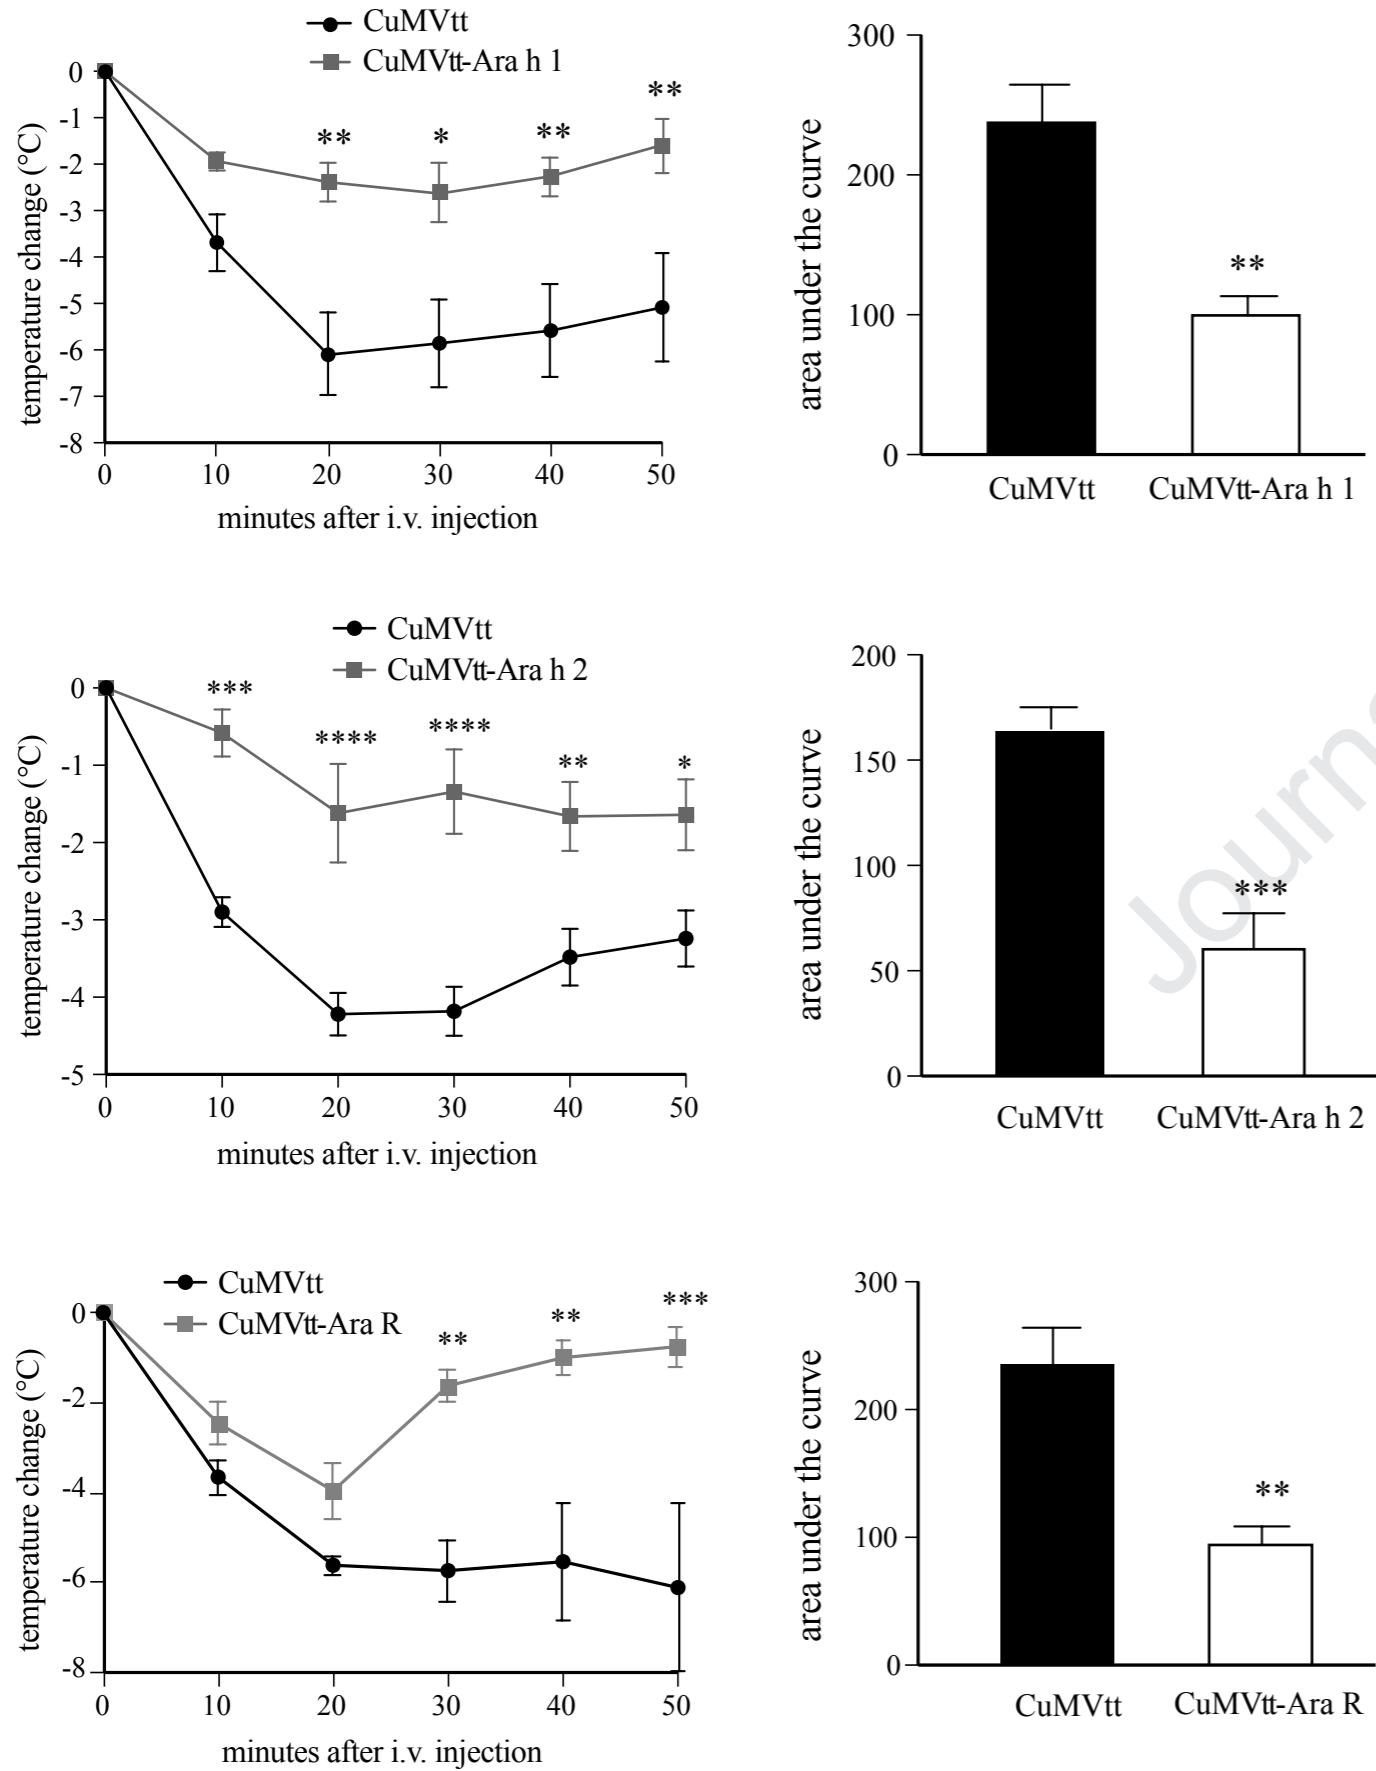 CuMVtt
CuMVtt-Ara h 1
0
-1
-2
-3
-4
-5
-6
-7
-8
temperature change (°C)
**
*
**
**
0 10 20 30 40 50
minutes after i.v. injection
300
200
100
0
area under the curve
**
CuMVtt CuMVtt-Ara h 1
CuMVtt
CuMVtt-Ara h 2
0
-1
-2
-3
-4
-5
temperature change (°C)
***
****
****
**
*
0 10 20 30 40 50
minutes after i.v. injection
200
150
100
50
0
area under the curve
***
CuMVtt CuMVtt-Ara h 2
Journ
CuMVtt
CuMVtt-Ara R
0
-2
-4
-6
-8
temperature change (°C)
**
**
***
0 10 20 30 40 50
minutes after i.v. injection
300
200
100
0
area under the curve
**
CuMVtt CuMVtt-Ara R